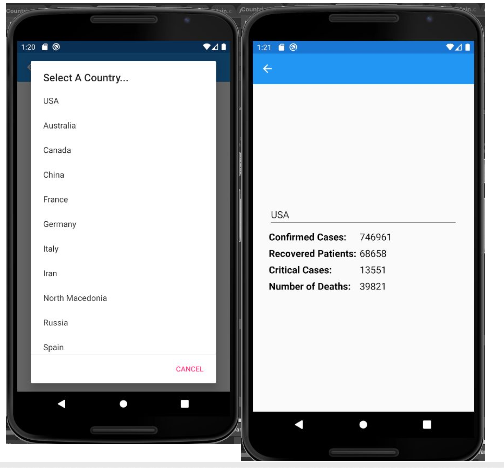 1:20
Select A Country...
USA
Australia
Canada
China
France
Germany
Italy
Iran
North Macedonia
Russia
Spain
CANCEL
1:21
USA
Confirmed Cases: 746961
Recovered Patients: 68658
Critical Cases: 13551
Number of Deaths: 39821